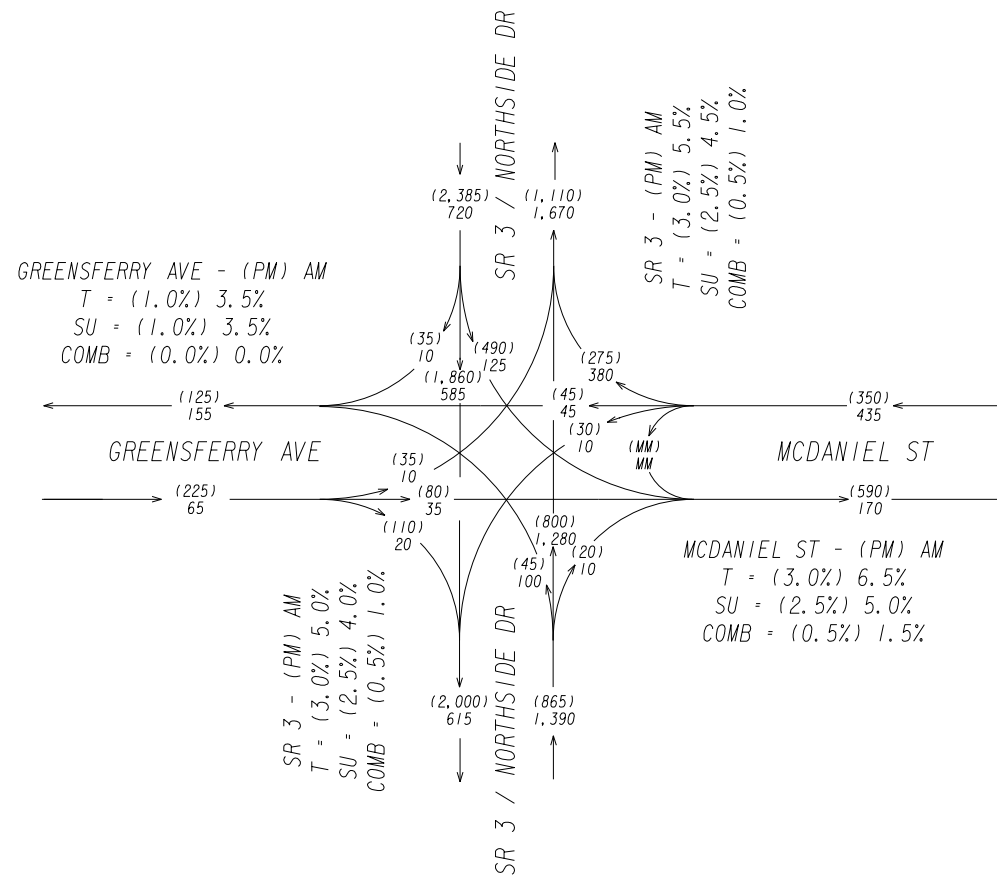 SR 3 / NORTHSIDE DR
SR 3 - (PM) AM
T = (3.0%) 5.5%
SU = (2.5%) 4.5%
COMB = (0.5%) 1.0%
(2,385)
720
(1,110)
1,670
GREENSFERRY AVE - (PM) AM
T = (1.0%) 3.5%
SU = (1.0%) 3.5%
COMB = (0.0%) 0.0%
(35)
10
(490)
125
(1,860)
585
(275)
380
(125)
155
(45)
45
(350)
435
(30)
10
(MM)
MM
GREENSFERRY AVE
MCDANIEL ST
(35)
10
(225)
65
(80)
35
(590)
170
(110)
20
(800)
1,280
(45)
100
(20)
10
MCDANIEL ST - (PM) AM
T = (3.0%) 6.5%
SU = (2.5%) 5.0%
COMB = (0.5%) 1.5%
SR 3 - (PM) AM
T = (3.0%) 5.0%
SU = (2.5%) 4.0%
COMB = (0.5%) 1.0%
(2,000)
615
(865)
1,390
SR 3 / NORTHSIDE DR